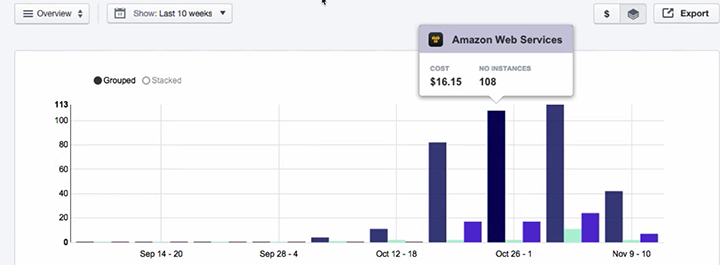 Overview
Show: Last 10 weeks
$
Export
Amazon Web Services
COST NO INSTANCES
$16.15 108
Grouped Stacked
113
100
80
60
40
20
0
Sep 14 - 20 Sep 28 - 4 Oct 12 - 18 Oct 26 - 1 Nov 9 - 10